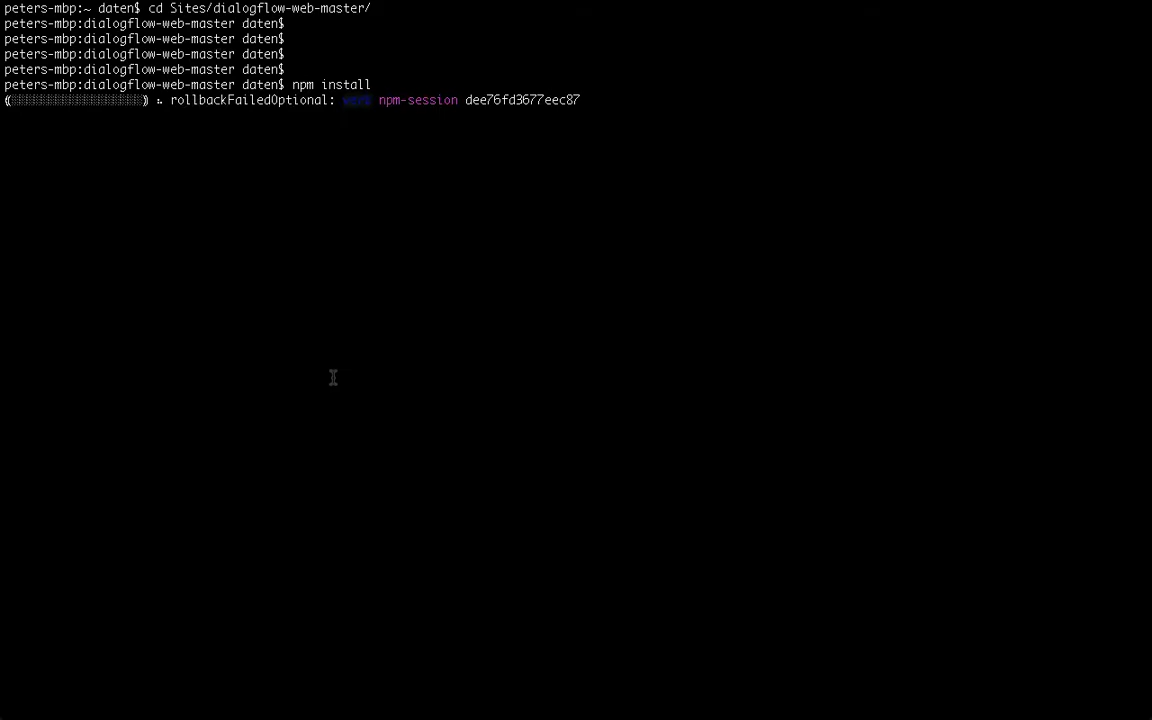 peters-mbp:~ daten$ cd Sites/dialogflow-web-master/
peters-mbp:dialogflow-web-master daten$
peters-mbp:dialogflow-web-master daten$
peters-mbp:dialogflow-web-master daten$
peters-mbp:dialogflow-web-master daten$
peters-mbp:dialogflow-web-master daten$ npm install
(░░░░░░░░░░░░░░░░░░) ⠦ rollbackFailedOptional: npm-session dee76fd3677eec87